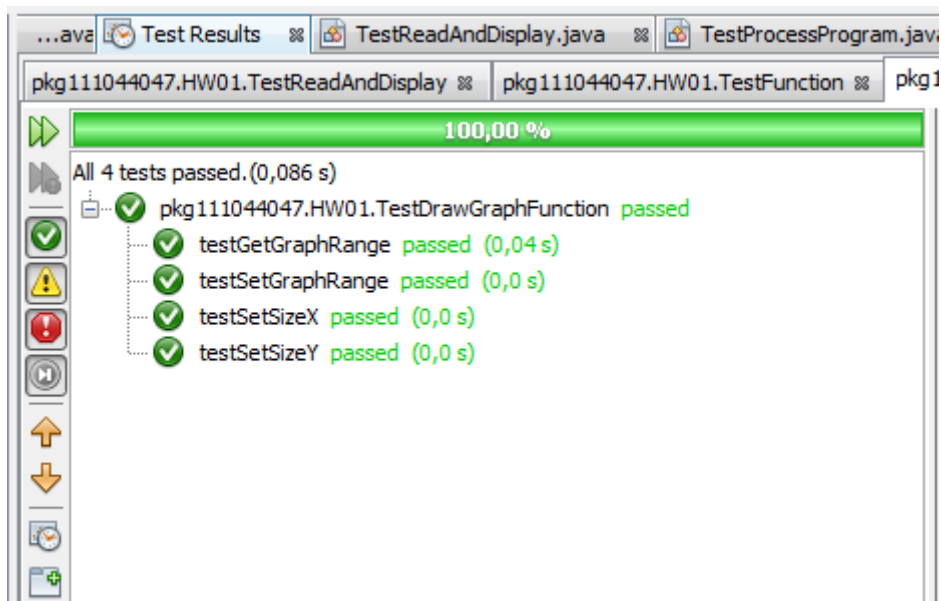 ...ava Test Results TestReadAndDisplay.java TestProcessProgram.java
pkg111044047.HW01.TestReadAndDisplay pkg111044047.HW01.TestFunction pkg1
100,00 %
All 4 tests passed.(0,086 s)
pkg111044047.HW01.TestDrawGraphFunction passed
testGetGraphRange passed (0,04 s)
testSetGraphRange passed (0,0 s)
testSetSizeX passed (0,0 s)
testSetSizeY passed (0,0 s)